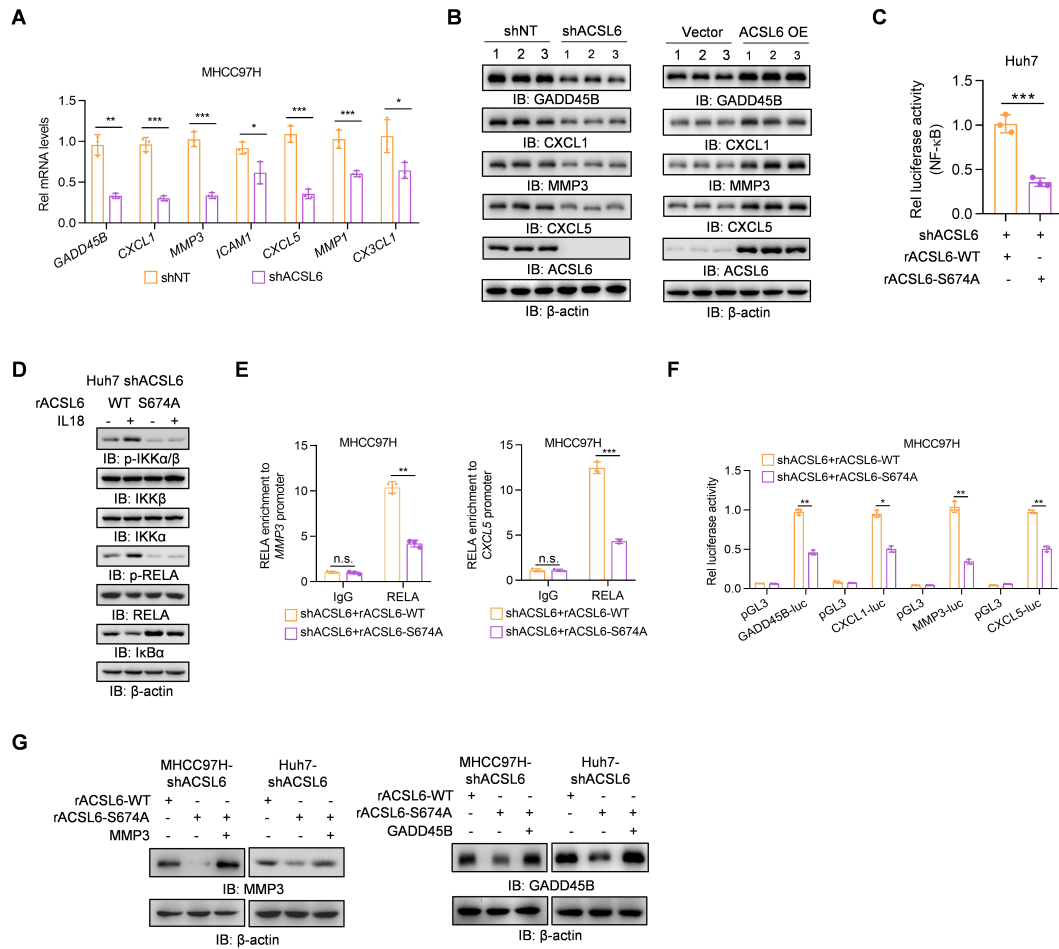 A
MHCC97H
Rel mRNA levels
1.5
1.0
0.5
0.0
** *** *** * *** *** *
GADD45B CXCL1 MMP3 ICAM1 CXCL5 MMP1 CX3CL1
shNT shACSL6
B
shNT shACSL6
1 2 3 1 2 3
IB: GADD45B
IB: CXCL1
IB: MMP3
IB: CXCL5
IB: ACSL6
IB: β-actin
Vector ACSL6 OE
1 2 3 1 2 3
IB: GADD45B
IB: CXCL1
IB: MMP3
IB: CXCL5
IB: ACSL6
IB: β-actin
C
Huh7
Rel luciferase activity
(NF-κB)
1.5
1.0
0.5
0.0
***
shACSL6 + +
rACSL6-WT + -
rACSL6-S674A - +
D
Huh7 shACSL6
rACSL6 WT S674A
IL18 - + - +
IB: p-IKKα/β
IB: IKKβ
IB: IKKα
IB: p-RELA
IB: RELA
IB: IκBα
IB: β-actin
E
MHCC97H
RELA enrichment to
MMP3 promoter
15
10
5
0
n.s. **
IgG RELA
shACSL6+rACSL6-WT
shACSL6+rACSL6-S674A
MHCC97H
RELA enrichment to
CXCL5 promoter
15
10
5
0
n.s. ***
IgG RELA
shACSL6+rACSL6-WT
shACSL6+rACSL6-S674A
F
MHCC97H
shACSL6+rACSL6-WT
shACSL6+rACSL6-S674A
Rel luciferase activity
1.5
1.0
0.5
0.0
** * ** **
pGL3 GADD45B-luc pGL3 CXCL1-luc pGL3 MMP3-luc pGL3 CXCL5-luc
G
MHCC97H- Huh7-
shACSL6 shACSL6
rACSL6-WT + - - + - -
rACSL6-S674A - + + - + +
MMP3 - - + - - +
IB: MMP3
IB: β-actin
MHCC97H- Huh7-
shACSL6 shACSL6
rACSL6-WT + - - + - -
rACSL6-S674A - + + - + +
GADD45B - - + - - +
IB: GADD45B
IB: β-actin